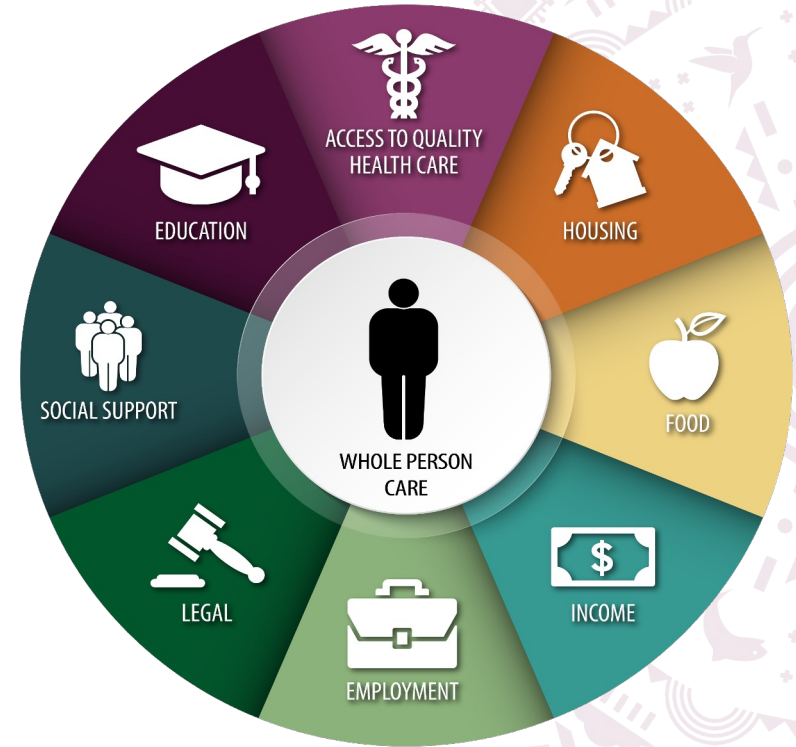 ACCESS TO QUALITY
HEALTH CARE
HOUSING
FOOD
$
INCOME
EMPLOYMENT
LEGAL
SOCIAL SUPPORT
EDUCATION
WHOLE PERSON
CARE